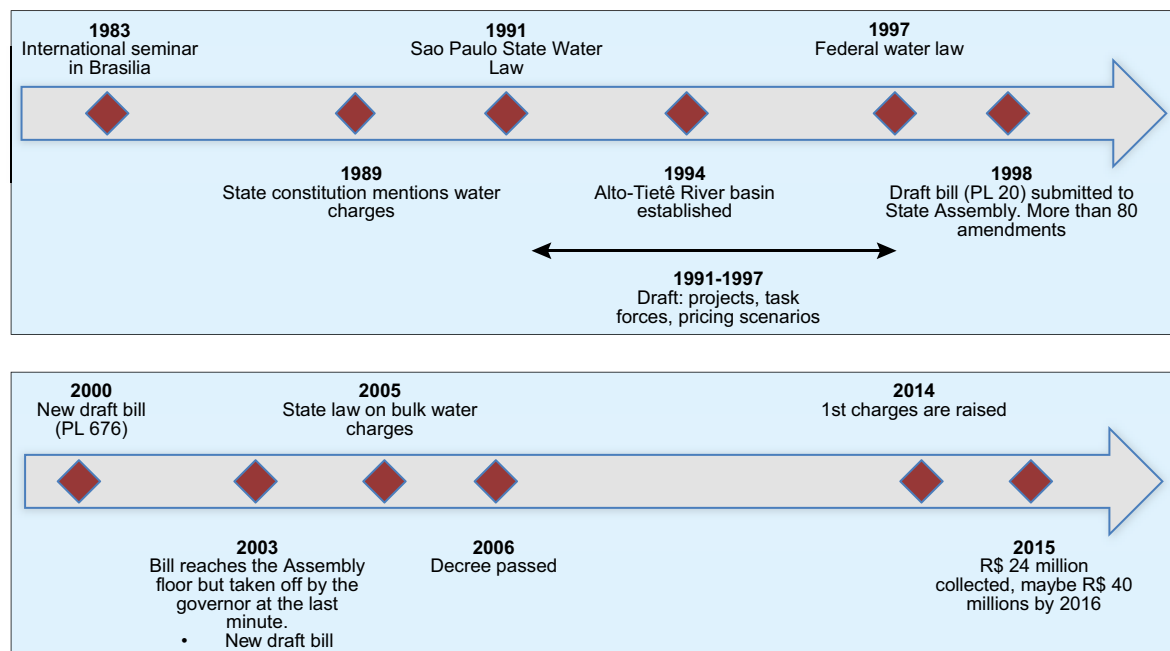 1983
International seminar
in Brasilia
1991
Sao Paulo State Water
Law
1997
Federal water law
1989
State constitution mentions water
charges
1994
Alto-Tietê River basin
established
1998
Draft bill (PL 20) submitted to
State Assembly. More than 80
amendments
1991-1997
Draft: projects, task
forces, pricing scenarios
2000
New draft bill
(PL 676)
2005
State law on bulk water
charges
2014
1st charges are raised
2003
Bill reaches the Assembly
floor but taken off by the
governor at the last
minute.
• New draft bill
2006
Decree passed
2015
R$ 24 million
collected, maybe R$ 40
millions by 2016